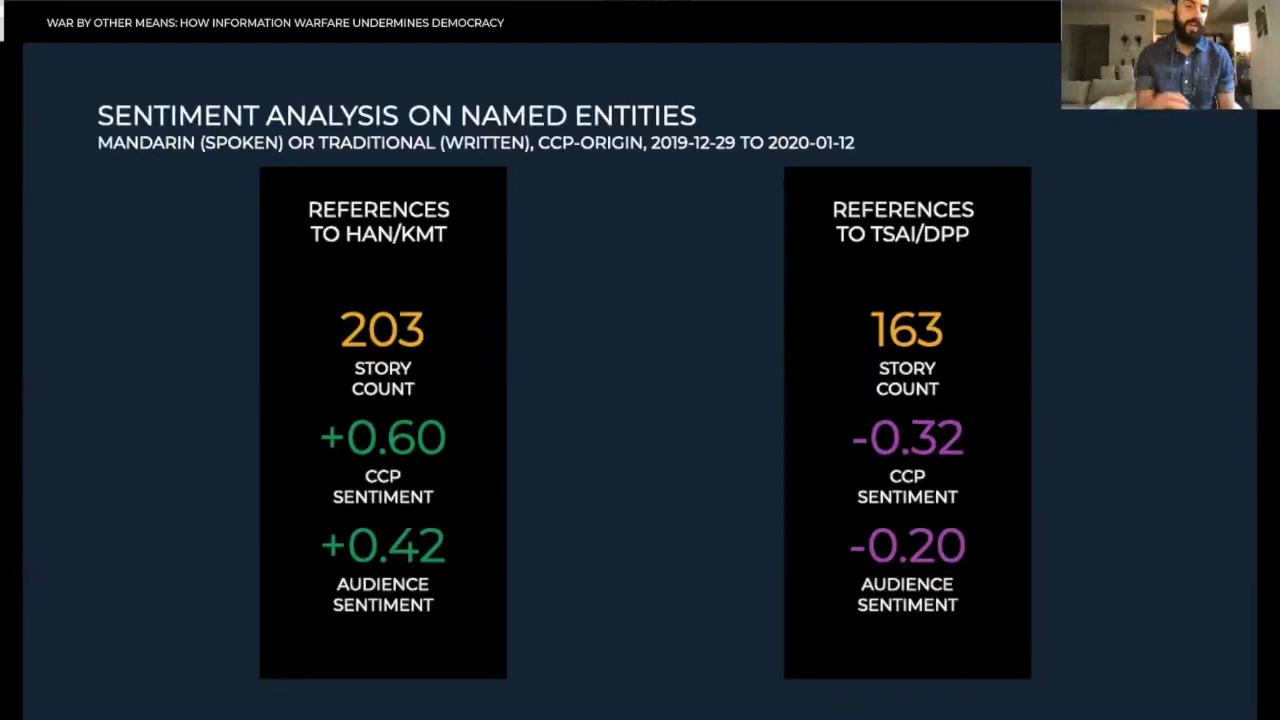 WAR BY OTHER MEANS: HOW INFORMATION WARFARE UNDERMINES DEMOCRACY
SENTIMENT ANALYSIS ON NAMED ENTITIES
MANDARIN (SPOKEN) OR TRADITIONAL (WRITTEN), CCP-ORIGIN, 2019-12-29 TO 2020-01-12
REFERENCES
TO HAN/KMT
203
STORY
COUNT
+0.60
CCP
SENTIMENT
+0.42
AUDIENCE
SENTIMENT
REFERENCES
TO TSAI/DPP
163
STORY
COUNT
-0.32
CCP
SENTIMENT
-0.20
AUDIENCE
SENTIMENT